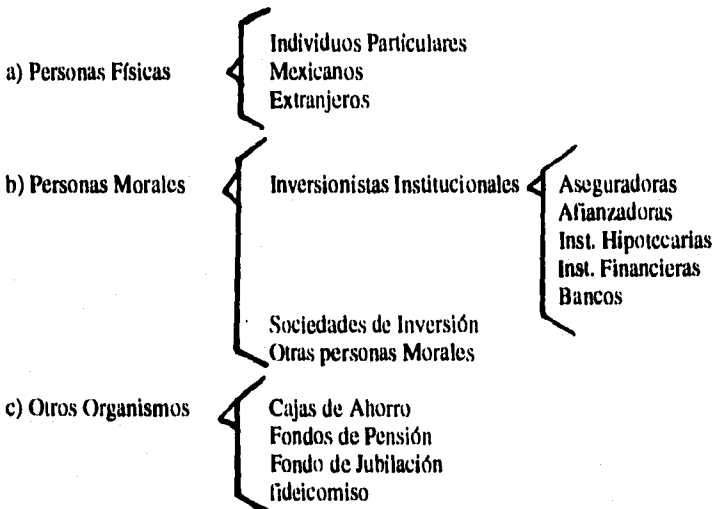 Individuos Particulares
a) Personas Físicas
Mexicanos
Extranjeros
b) Personas Morales
Inversionistas Institucionales
Aseguradoras
Afianzadoras
Inst. Hipotecarias
Inst. Financieras
Bancos
Sociedades de Inversión
Otras personas Morales
c) Otros Organismos
Cajas de Ahorro
Fondos de Pensión
Fondo de Jubilación
fideicomiso